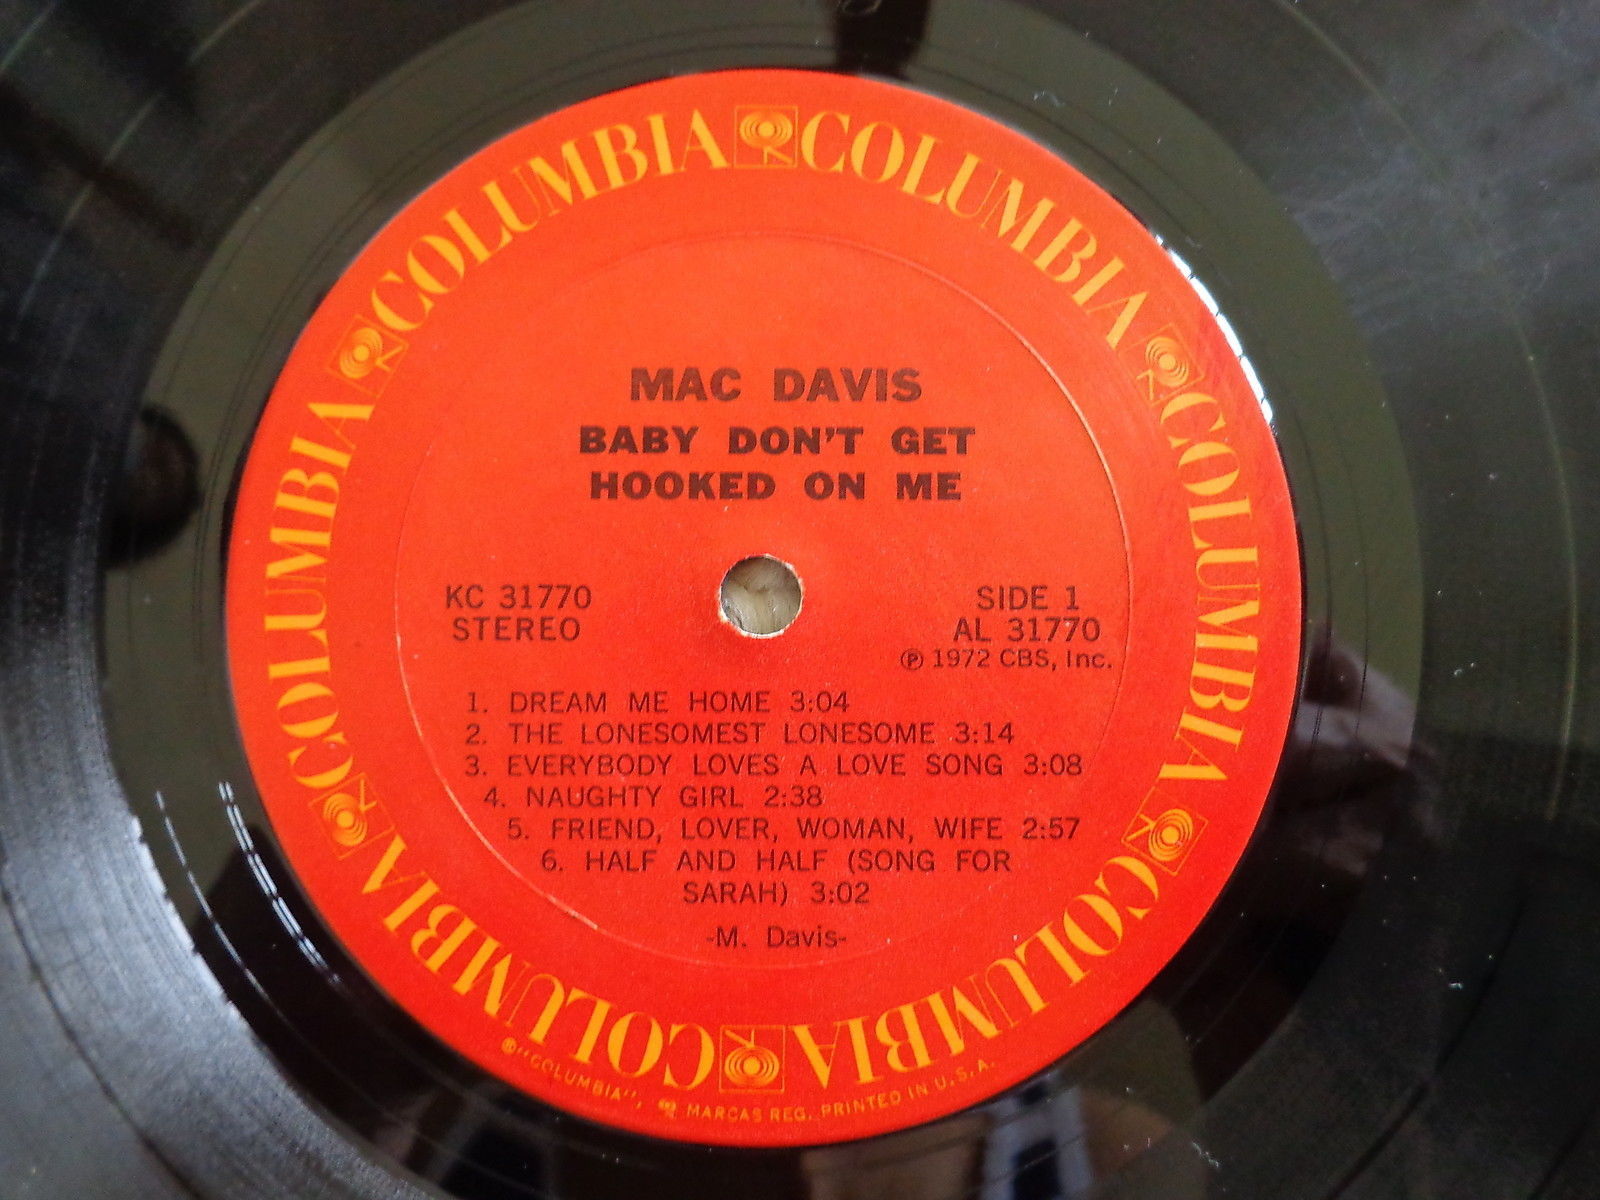 COLUMBIA COLUMBIA COLUMBIA COLUMBIA COLUMBIA COLUMBIA COLUMBIA COLUMBIA
MAC DAVIS
BABY DON'T GET
HOOKED ON ME
KC 31770
STEREO
SIDE 1
AL 31770
Ⓟ 1972 CBS, Inc.
1. DREAM ME HOME 3:04
2. THE LONESOMEST LONESOME 3:14
3. EVERYBODY LOVES A LOVE SONG 3:08
4. NAUGHTY GIRL 2:38
5. FRIEND, LOVER, WOMAN, WIFE 2:57
6. HALF AND HALF (SONG FOR
SARAH) 3:02
-M. Davis-
®"COLUMBIA", MARCAS REG. PRINTED IN U.S.A.